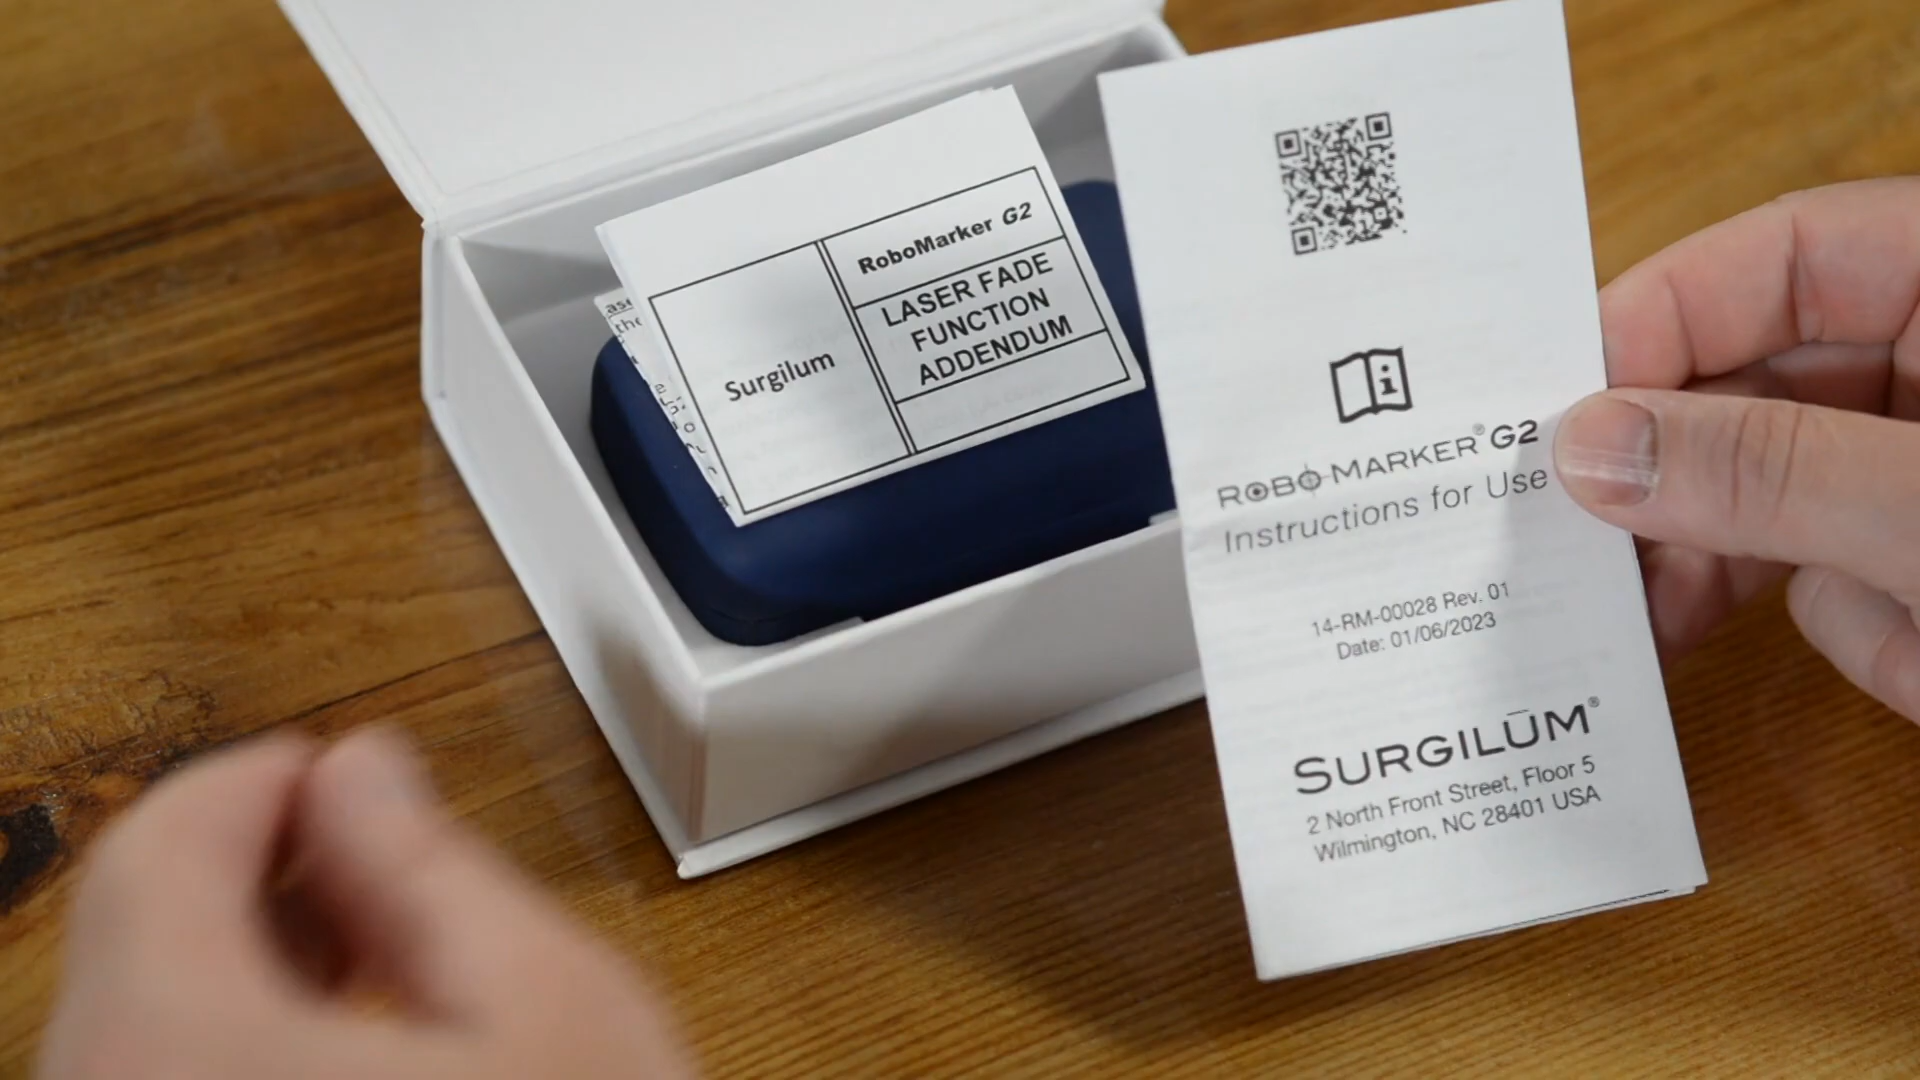 Surgilum
RoboMarker G2
LASER FADE
FUNCTION
ADDENDUM
ROBO MARKER® G2
Instructions for Use
14-RM-00028 Rev. 01
Date: 01/06/2023
SURGILŪM®
2 North Front Street, Floor 5
Wilmington, NC 28401 USA